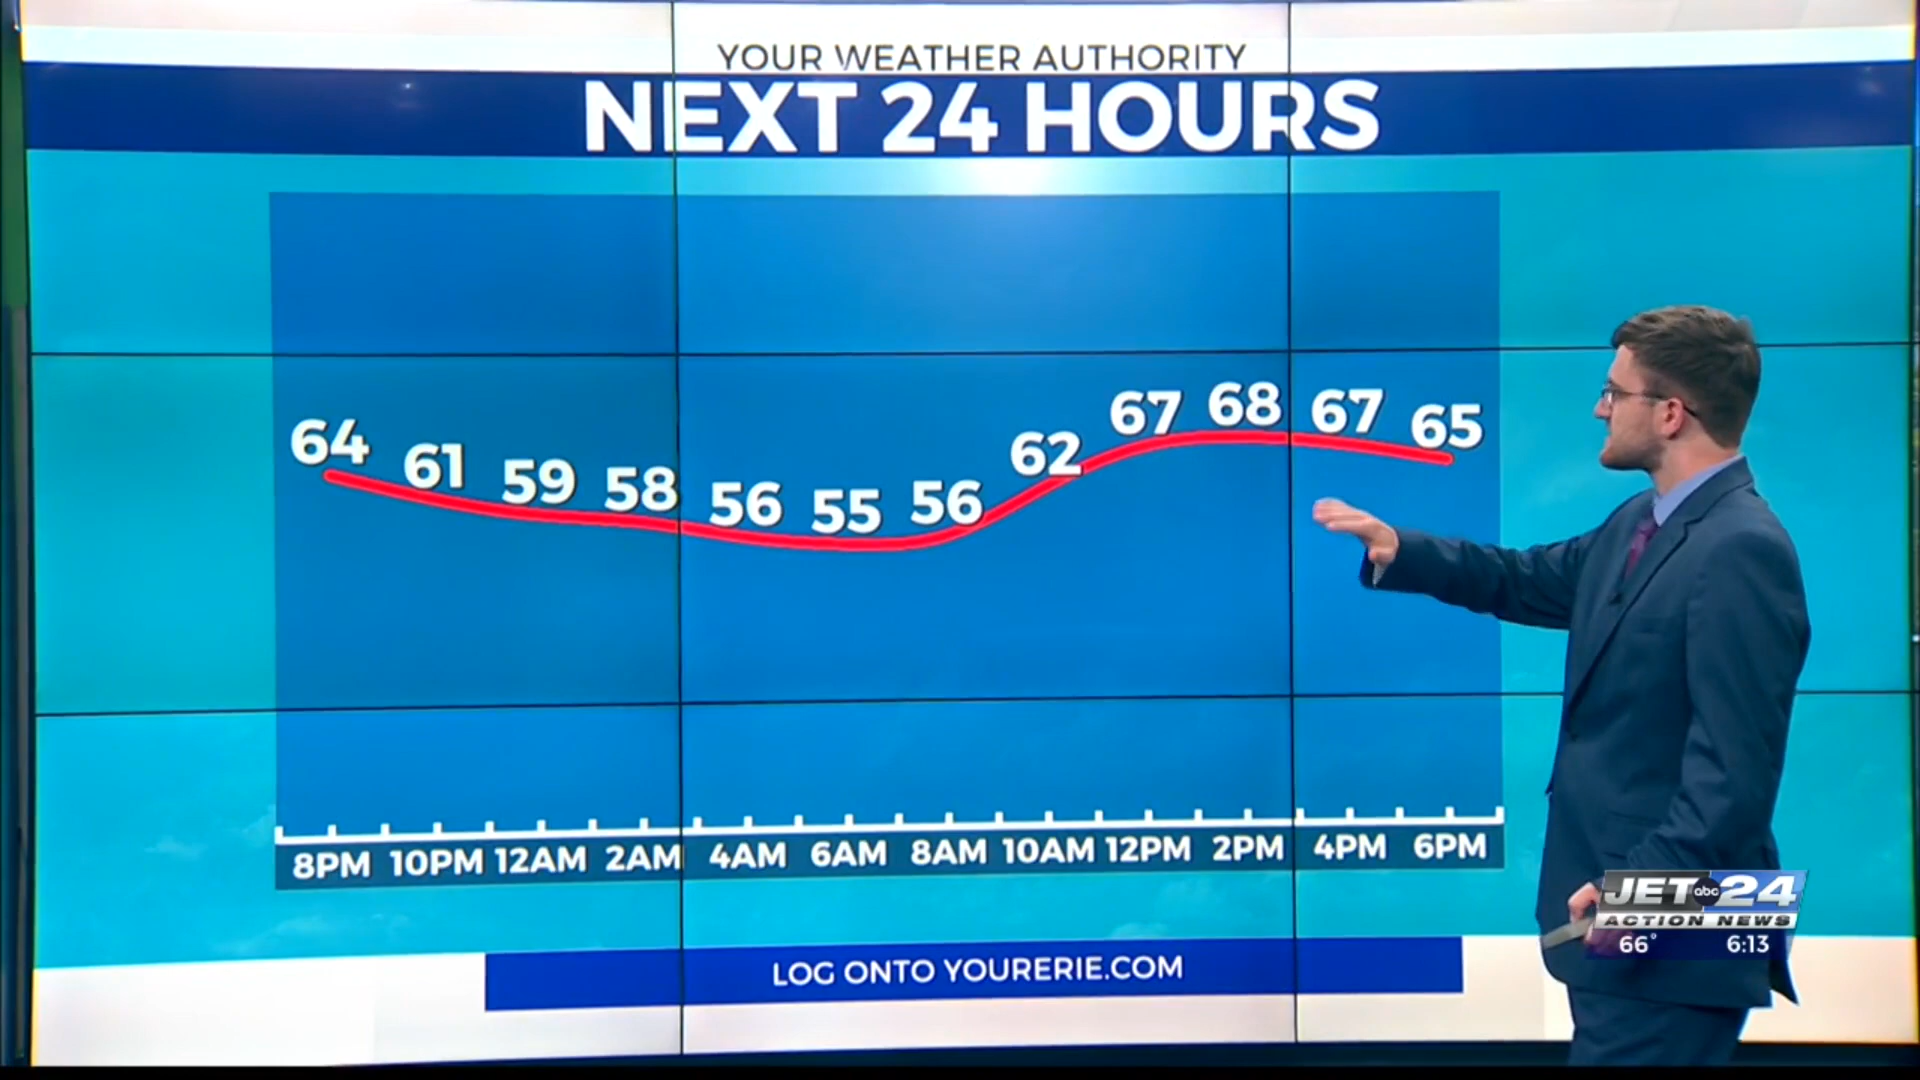 YOUR WEATHER AUTHORITY
NEXT 24 HOURS
64 61 59 58 56 55 56 62 67 68 67 65
8PM 10PM 12AM 2AM 4AM 6AM 8AM 10AM 12PM 2PM 4PM 6PM
LOG ONTO YOURERIE.COM
JET abc 24
ACTION NEWS
66° 6:13